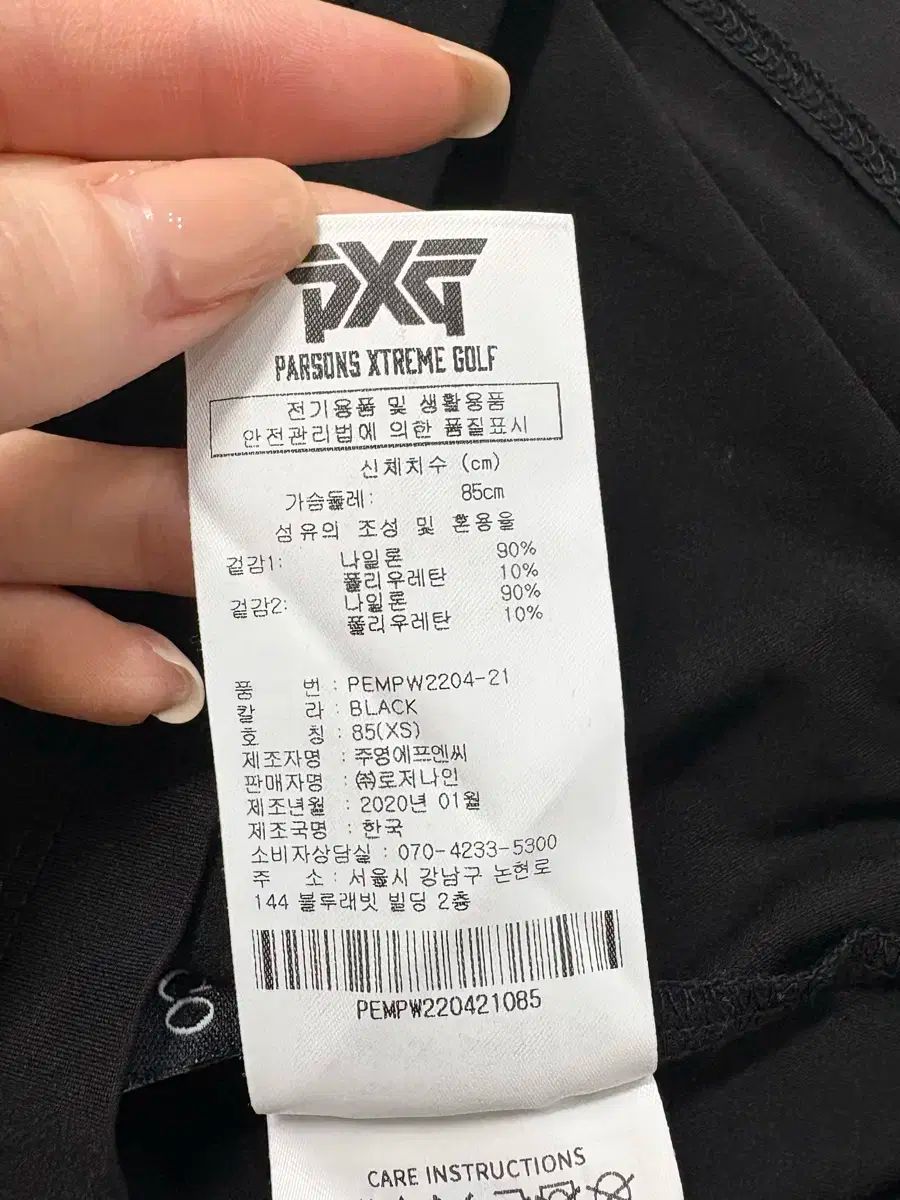 PXG
PARSONS XTREME GOLF
전기용품 및 생활용품
안전관리법에 의한 품질표시
신체치수 (cm)
가슴둘레: 85cm
섬유의 조성 및 혼용율
겉감1: 나일론 90%
폴리우레탄 10%
겉감2: 나일론 90%
폴리우레탄 10%
품 번 : PEMPW2204-21
칼 라 : BLACK
호 칭 : 85(XS)
제조자명 : 주영에프엔씨
판매자명 : ㈜로저나인
제조년월 : 2020년 01월
제조국명 : 한국
소비자상담실 : 070-4233-5300
주 소 : 서울시 강남구 논현로
144 블루래빗 빌딩 2층
PEMPW220421085
CARE INSTRUCTIONS